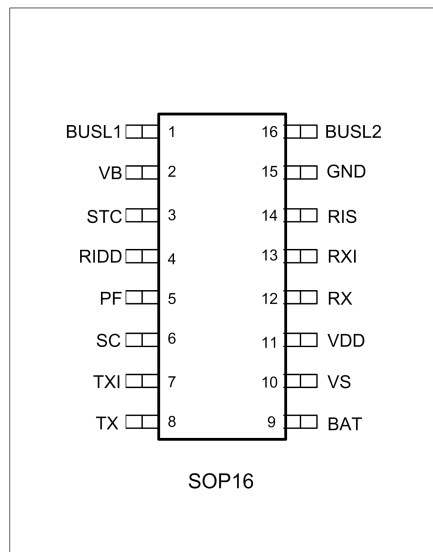 BUSL1 1 16 BUSL2
VB 2 15 GND
STC 3 14 RIS
RIDD 4 13 RXI
PF 5 12 RX
SC 6 11 VDD
TXI 7 10 VS
TX 8 9 BAT
SOP16